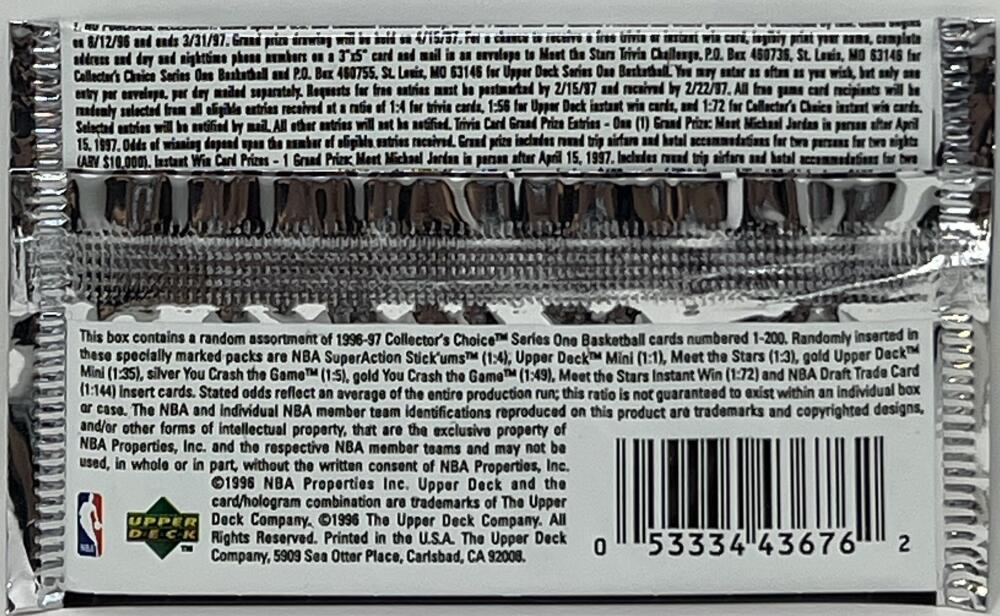 1. NO PURCHASE
on 8/12/96 and ends 3/31/97. Grand prize drawing will be held on 4/15/97. For a chance to receive a free trivia or instant win card, legibly print your name, complete
address and day and nighttime phone numbers on a 3"x5" card and mail in an envelope to Meet the Stars Trivia Challenge, P.O. Box 460736, St. Louis, MO 63146 for
Collector's Choice Series One Basketball and P.O. Box 460755, St. Louis, MO 63146 for Upper Deck Series One Basketball. You may enter as often as you wish, but only one
entry per envelope, per day mailed separately. Requests for free entries must be postmarked by 2/15/97 and received by 2/22/97. All free game card recipients will be
randomly selected from all eligible entries received at a ratio of 1:4 for trivia cards, 1:56 for Upper Deck instant win cards, and 1:72 for Collector's Choice instant win cards.
Selected entries will be notified by mail. All other entries will not be notified. Trivia Card Grand Prize Entries - One (1) Grand Prize: Meet Michael Jordan in person after April
15, 1997. Odds of winning depend upon the number of eligible entries received. Grand prize includes round trip airfare and hotel accommodations for two persons for two nights
(ARV $10,000). Instant Win Card Prizes - 1 Grand Prize: Meet Michael Jordan in person after April 15, 1997. Includes round trip airfare and hotel accommodations for two
This box contains a random assortment of 1996-97 Collector's Choice™ Series One Basketball cards numbered 1-200. Randomly inserted in
these specially marked packs are NBA SuperAction Stick'ums™ (1:4), Upper Deck™ Mini (1:1), Meet the Stars (1:3), gold Upper Deck™
Mini (1:35), silver You Crash the Game™ (1:5), gold You Crash the Game™ (1:49), Meet the Stars Instant Win (1:72) and NBA Draft Trade Card
(1:144) insert cards. Stated odds reflect an average of the entire production run; this ratio is not guaranteed to exist within an individual box
or case. The NBA and individual NBA member team identifications reproduced on this product are trademarks and copyrighted designs,
and/or other forms of intellectual property, that are the exclusive property of
NBA Properties, Inc. and the respective NBA member teams and may not be
used, in whole or in part, without the written consent of NBA Properties, Inc.
©1996 NBA Properties Inc. Upper Deck and the
card/hologram combination are trademarks of The Upper
Deck Company. ©1996 The Upper Deck Company. All
Rights Reserved. Printed in the U.S.A. The Upper Deck
Company, 5909 Sea Otter Place, Carlsbad, CA 92008.
NBA
UPPER
DECK™
0 53334 43676 2